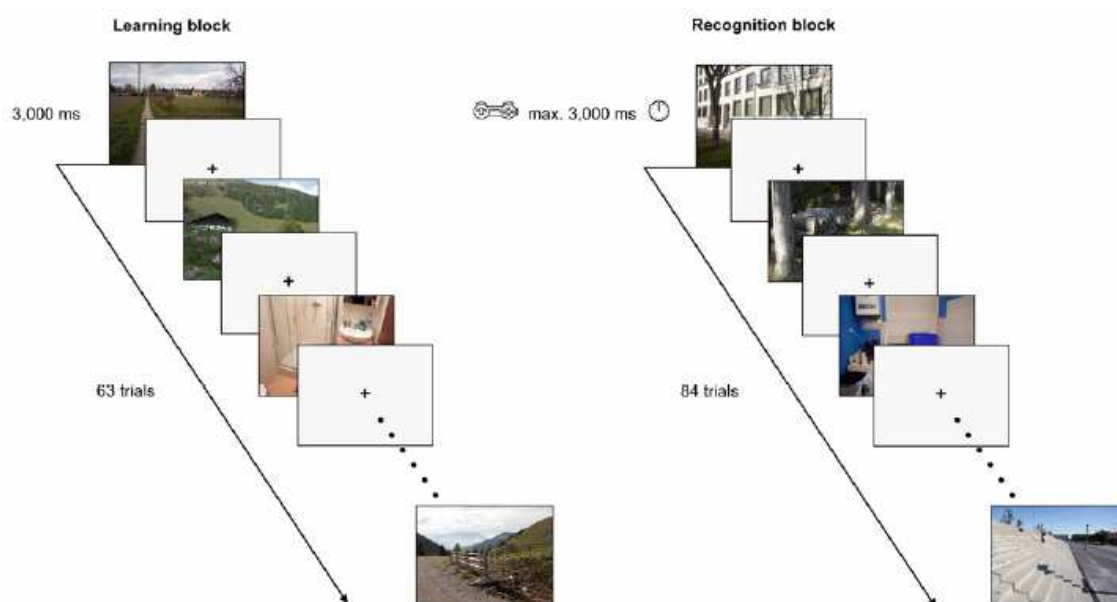 Learning block
Recognition block
3,000 ms
max. 3,000 ms
63 trials
84 trials